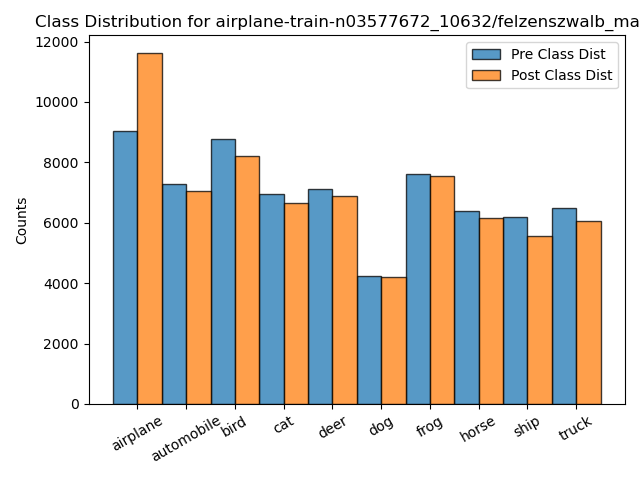 Class Distribution for airplane-train-n03577672_10632/felzenszwalb_ma
Pre Class Dist
Post Class Dist
12000
10000
8000
6000
4000
2000
0
Counts
airplane
automobile
bird
cat
deer
dog
frog
horse
ship
truck